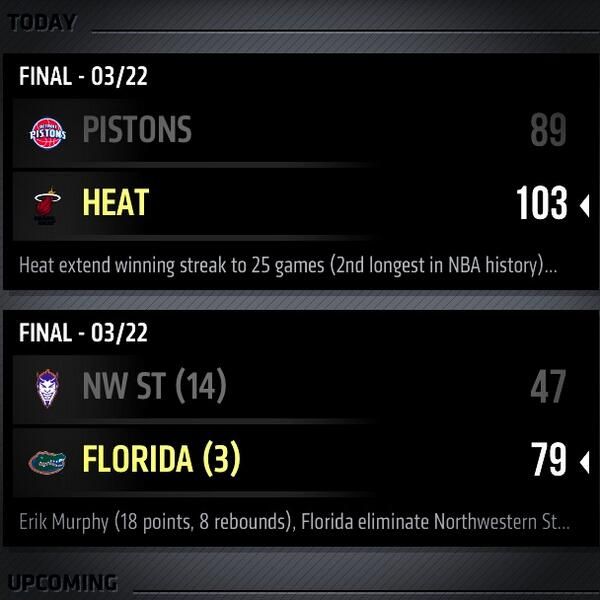 TODAY
FINAL - 03/22
PISTONS 89
HEAT 103
Heat extend winning streak to 25 games (2nd longest in NBA history)...
FINAL - 03/22
NW ST (14) 47
FLORIDA (3) 79
Erik Murphy (18 points, 8 rebounds), Florida eliminate Northwestern St...
UPCOMING